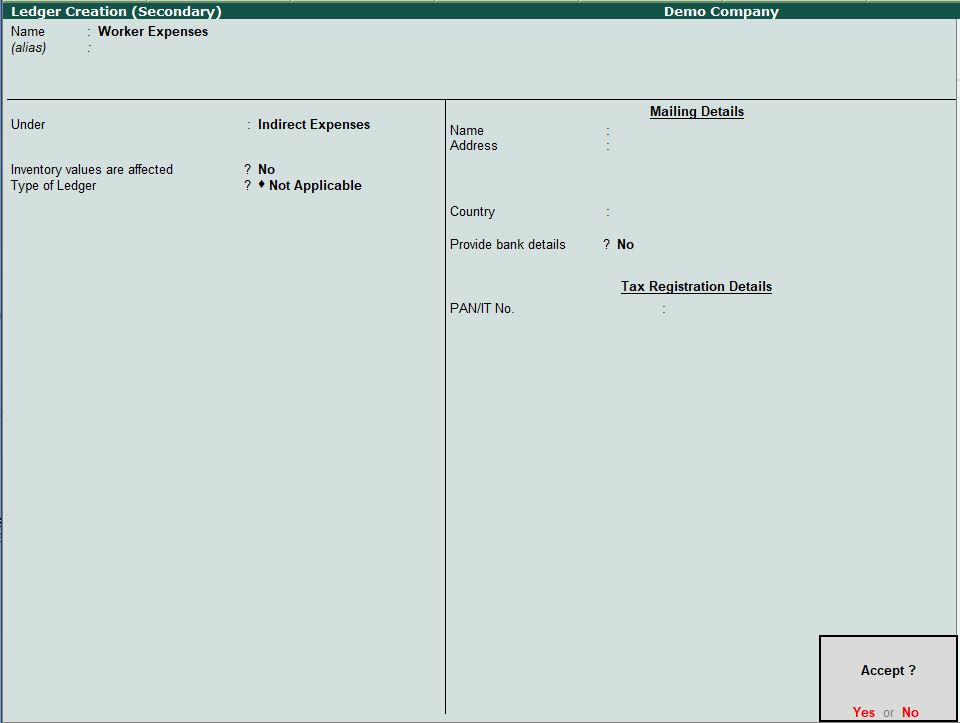 Ledger Creation (Secondary) Demo Company
Name : Worker Expenses
(alias) :
Under : Indirect Expenses
Inventory values are affected ? No
Type of Ledger ? ♦ Not Applicable
Mailing Details
Name :
Address :
Country :
Provide bank details ? No
Tax Registration Details
PAN/IT No. :
Accept ?
Yes or No